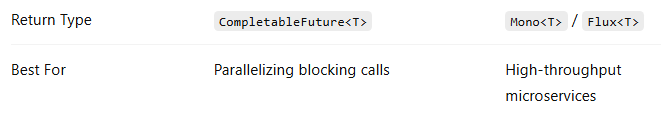 Return Type CompletableFuture<T> Mono<T> / Flux<T>
Best For Parallelizing blocking calls High-throughput
microservices